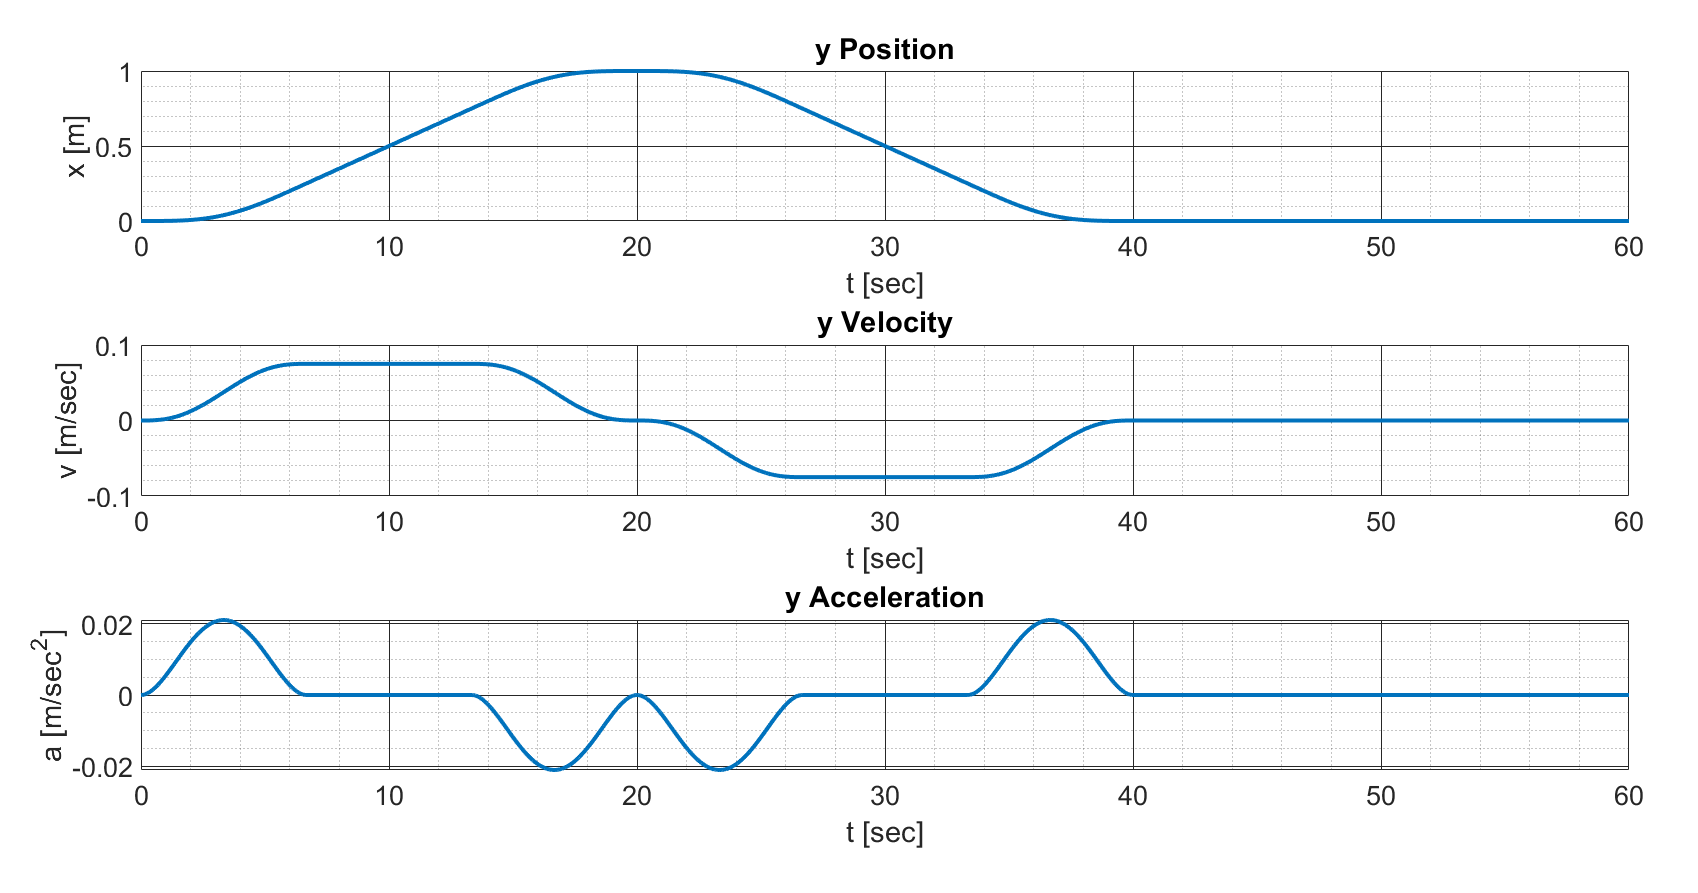 y Position
x [m]
1
0.5
0
0 10 20 30 40 50 60
t [sec]
y Velocity
v [m/sec]
0.1
0
-0.1
0 10 20 30 40 50 60
t [sec]
y Acceleration
a [m/sec²]
0.02
0
-0.02
0 10 20 30 40 50 60
t [sec]